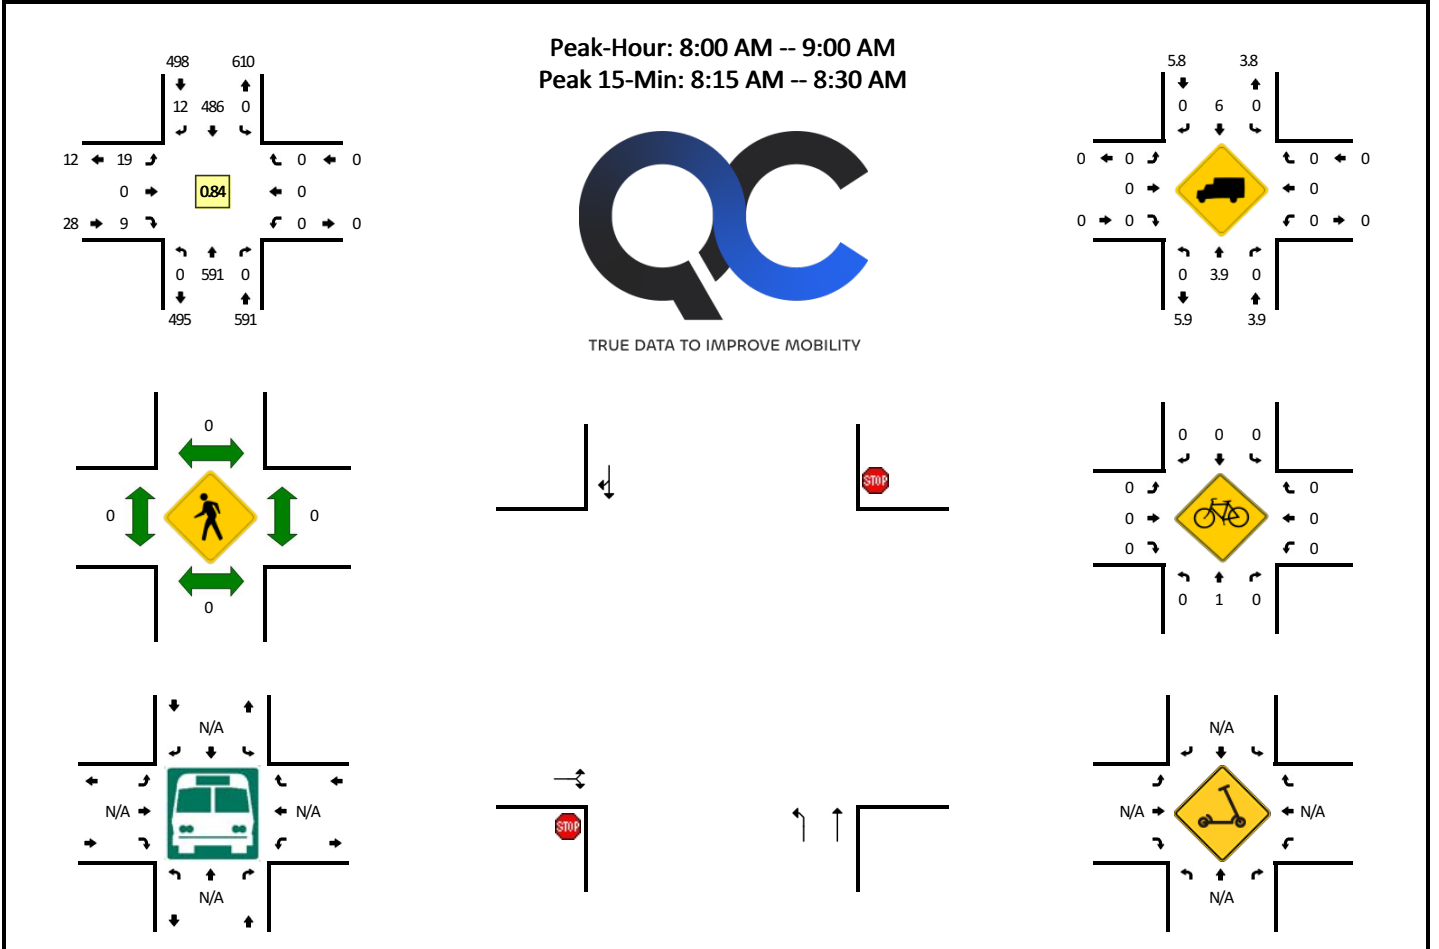 Peak-Hour: 8:00 AM -- 9:00 AM
Peak 15-Min: 8:15 AM -- 8:30 AM
498 610
12 486 0
12 19 0 0
0 0.84 0
28 9 0 0
0 591 0
495 591
QC
TRUE DATA TO IMPROVE MOBILITY
5.8 3.8
0 6 0
0 0 0 0
0 0
0 0 0 0
0 3.9 0
5.9 3.9
0
0 0
0
STOP
STOP
0 0 0
0 0
0 0
0 0
0 1 0
N/A
N/A N/A
N/A
N/A
N/A N/A
N/A